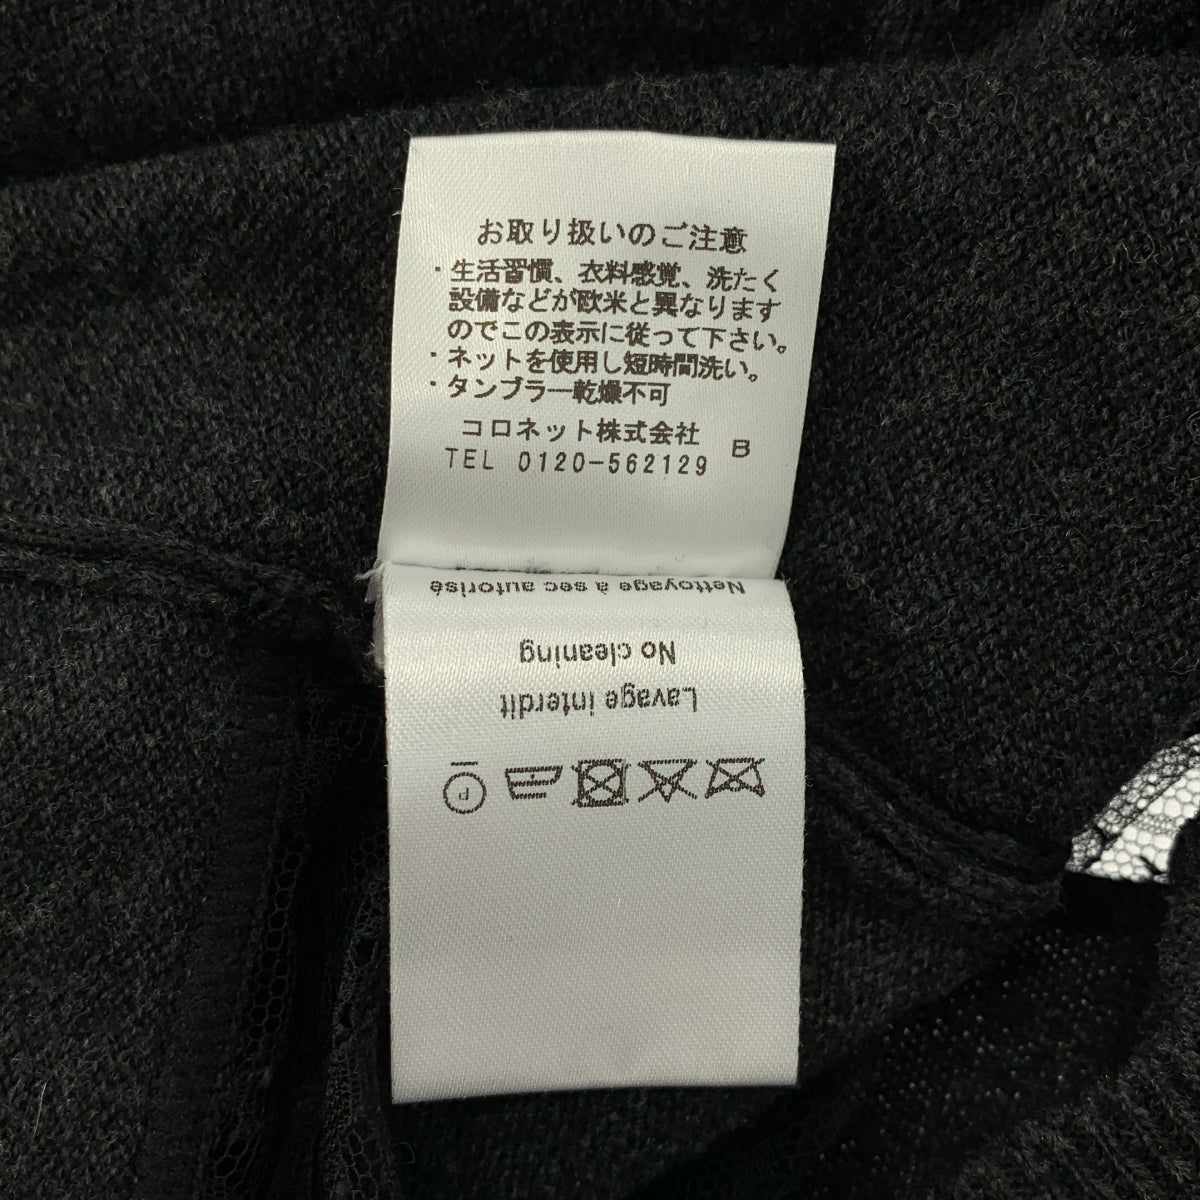 お取り扱いのご注意
・生活習慣、衣料感覚、洗たく
設備などが欧米と異なります
のでこの表示に従って下さい。
・ネットを使用し短時間洗い。
・タンブラー乾燥不可
コロネット株式会社
B
TEL 0120-562129
Nettoyage à sec autorisé
No cleaning
Lavage interdit
P